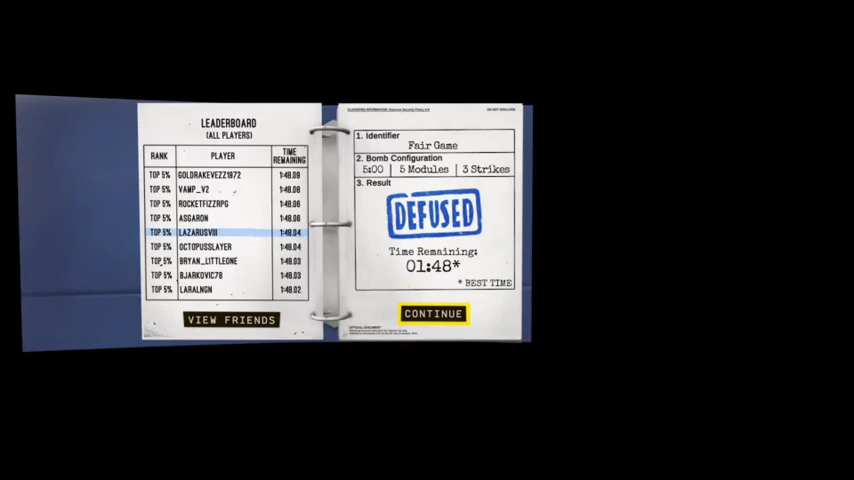 LEADERBOARD
(ALL PLAYERS)
RANK PLAYER TIME REMAINING
TOP 5% GOLDRAKEVEZZ1972 1:48.09
TOP 5% VAMP_V2 1:48.08
TOP 5% ROCKETFIZZRPG 1:48.06
TOP 5% ASGARON 1:48.06
TOP 5% LAZARUSVIII 1:48.04
TOP 5% OCTOPUSSLAYER 1:48.04
TOP 5% BRYAN_LITTLEONE 1:48.03
TOP 5% BJARKOVIC78 1:48.03
TOP 5% LARALNGN 1:48.02
VIEW FRIENDS
1. Identifier
Fair Game
2. Bomb Configuration
5:00 | 5 Modules | 3 Strikes
3. Result
DEFUSED
Time Remaining:
01:48*
* BEST TIME
CONTINUE